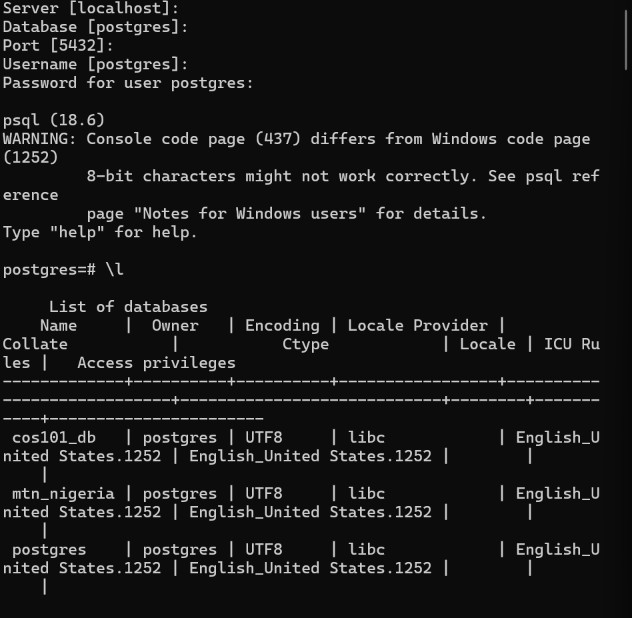 Server [localhost]:
Database [postgres]:
Port [5432]:
Username [postgres]:
Password for user postgres:

psql (18.6)
WARNING: Console code page (437) differs from Windows code page
(1252)
         8-bit characters might not work correctly. See psql ref
erence
         page "Notes for Windows users" for details.
Type "help" for help.

postgres=# \l

     List of databases
    Name     |  Owner   | Encoding | Locale Provider |
Collate           |           Ctype            | Locale | ICU Ru
les |   Access privileges
-------------+----------+----------+-----------------+----------
------------------+----------------------------+--------+-------
----+-----------------------
 cos101_db   | postgres | UTF8     | libc            | English_U
nited States.1252 | English_United States.1252 |        |
    |
 mtn_nigeria | postgres | UTF8     | libc            | English_U
nited States.1252 | English_United States.1252 |        |
    |
 postgres    | postgres | UTF8     | libc            | English_U
nited States.1252 | English_United States.1252 |        |
    |